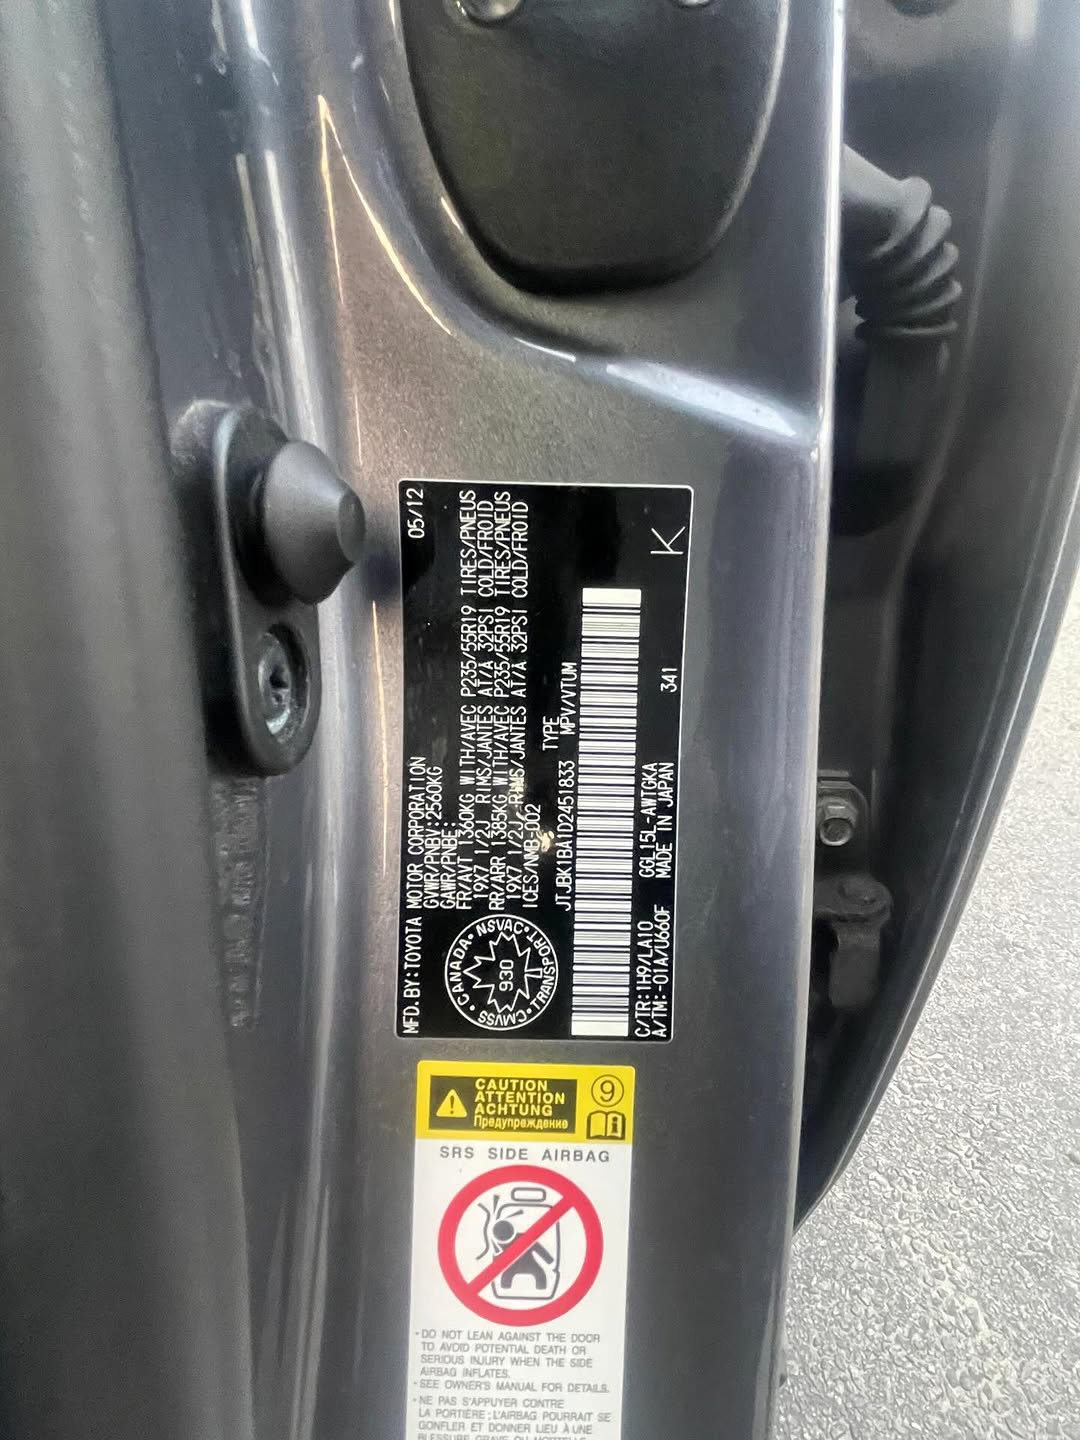 MFD.BY:TOYOTA MOTOR CORPORATION 05/12
GVWR/PNBV:2560KG
GAWR/PNBE:
FR/AVT 1360KG WITH/AVEC P235/55R19 TIRES/PNEUS
19X7 1/2J RIMS/JANTES AT/À 32PSI COLD/FROID
RR/ARR 1385KG WITH/AVEC P235/55R19 TIRES/PNEUS
19X7 1/2J RIMS/JANTES AT/À 32PSI COLD/FROID
ICES/NMB-002
CANADA • NSVAC • TRANSPORT • CMVSS •
930
TYPE
JTJBK1BA1D2451833 MPV/VTUM
C/TR:1H9/LA10 GGL15L-AWTGKA
A/TM:-01A/U660F MADE IN JAPAN 341
K
CAUTION
ATTENTION
ACHTUNG
Предупреждение
9
i
SRS SIDE AIRBAG
•DO NOT LEAN AGAINST THE DOOR
TO AVOID POTENTIAL DEATH OR
SERIOUS INJURY WHEN THE SIDE
AIRBAG INFLATES.
•SEE OWNER'S MANUAL FOR DETAILS.
•NE PAS S'APPUYER CONTRE
LA PORTIÈRE ; L'AIRBAG POURRAIT SE
GONFLER ET DONNER LIEU À UNE
BLESSURE GRAVE OU MORTELLE